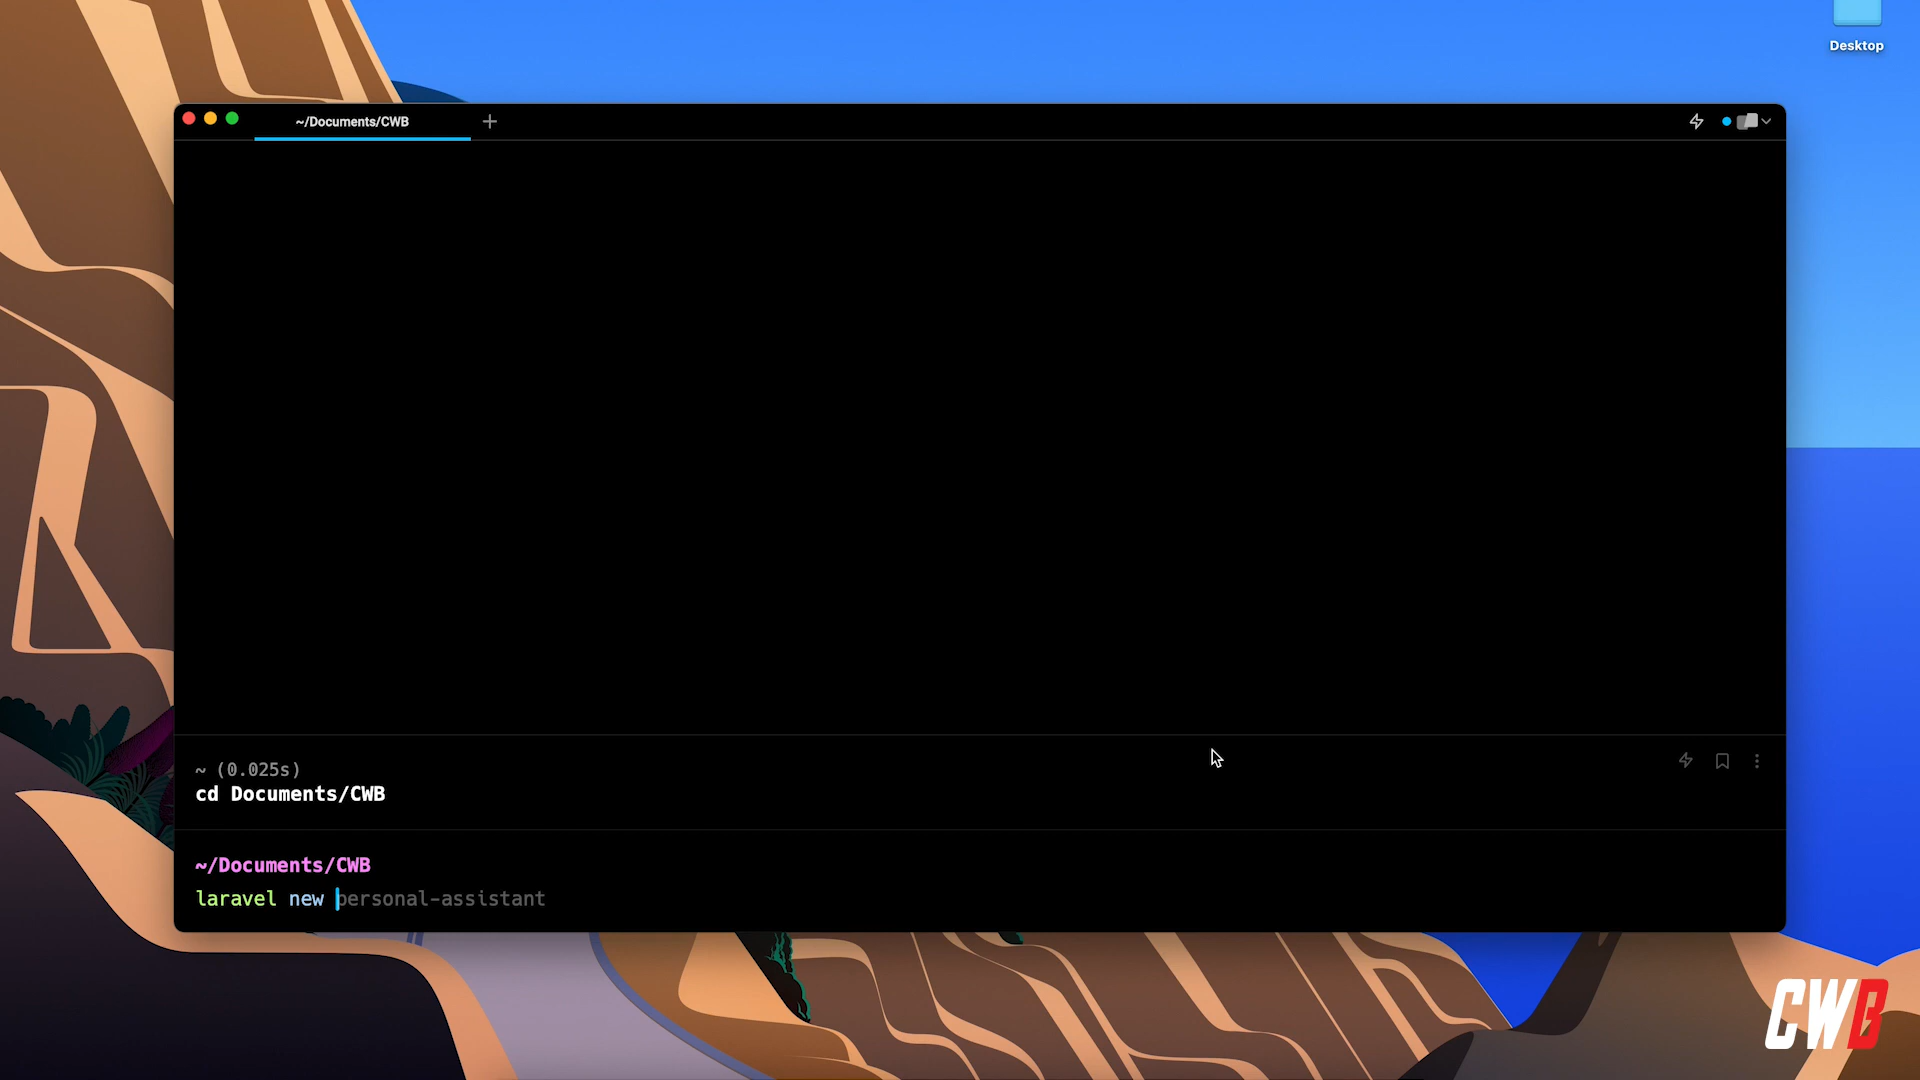 Desktop
~/Documents/CWB
~ (0.025s)
cd Documents/CWB
~/Documents/CWB
laravel new personal-assistant
CWB